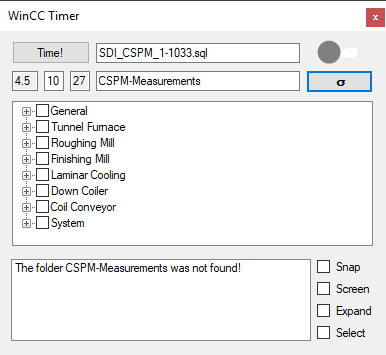 WinCC Timer
x
Time! SDI_CSPM_1-1033.sql
4.5 10 27 CSPM-Measurements σ
General
Tunnel Furnace
Roughing Mill
Finishing Mill
Laminar Cooling
Down Coiler
Coil Conveyor
System
The folder CSPM-Measurements was not found!
Snap
Screen
Expand
Select